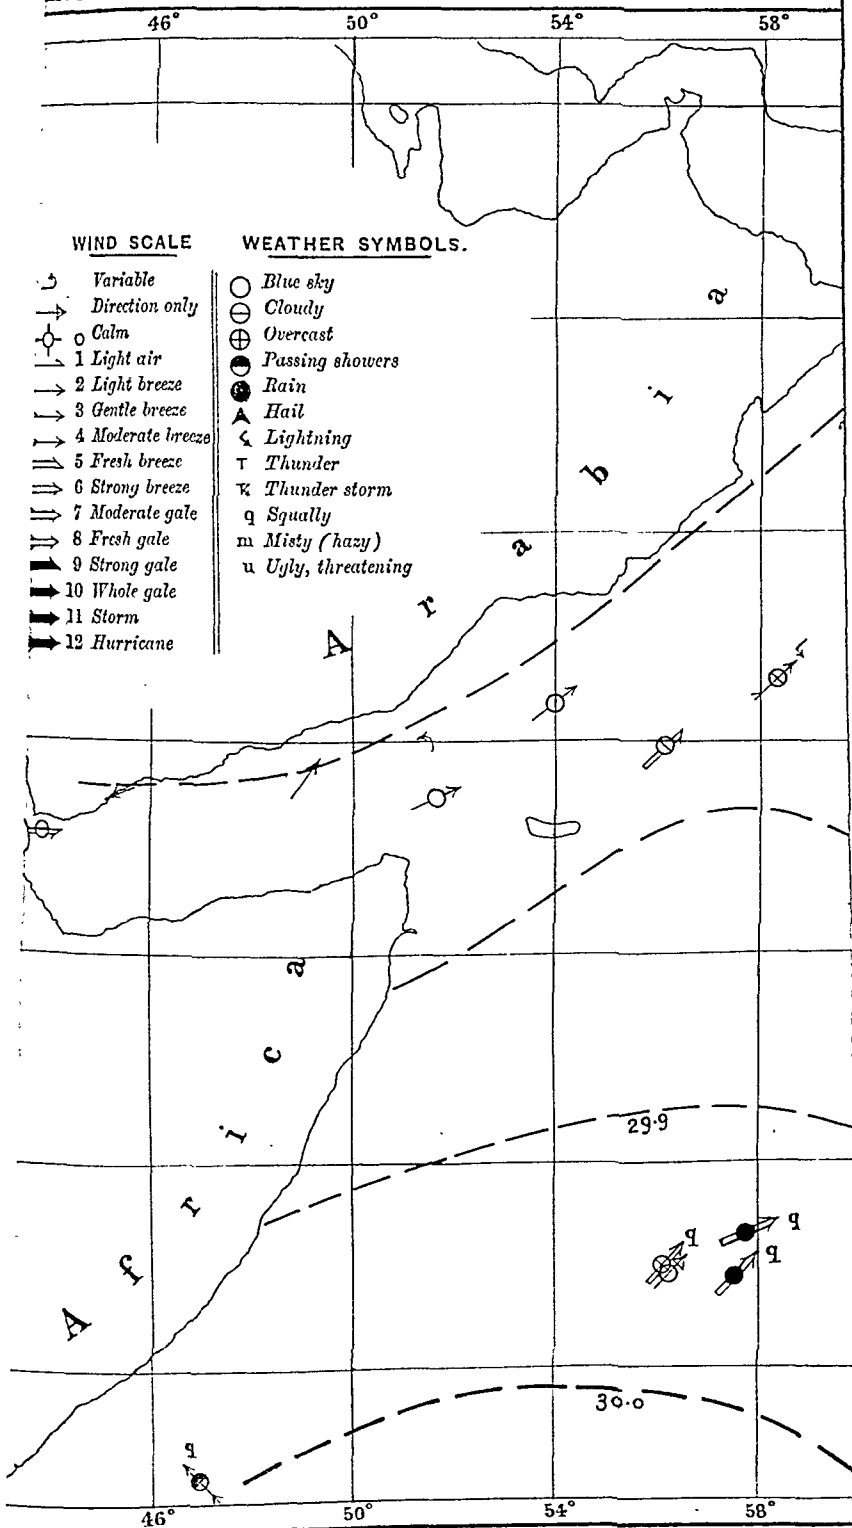 46° 50° 54° 58°
WIND SCALE
Variable
Direction only
0 Calm
1 Light air
2 Light breeze
3 Gentle breeze
4 Moderate breeze
5 Fresh breeze
6 Strong breeze
7 Moderate gale
8 Fresh gale
9 Strong gale
10 Whole gale
11 Storm
12 Hurricane
WEATHER SYMBOLS.
Blue sky
Cloudy
Overcast
Passing showers
Rain
Hail
Lightning
T Thunder
Thunder storm
q Squally
m Misty (hazy)
u Ugly, threatening
Arabia
Africa
29.9
q
q
q
30.0
q
46° 50° 54° 58°